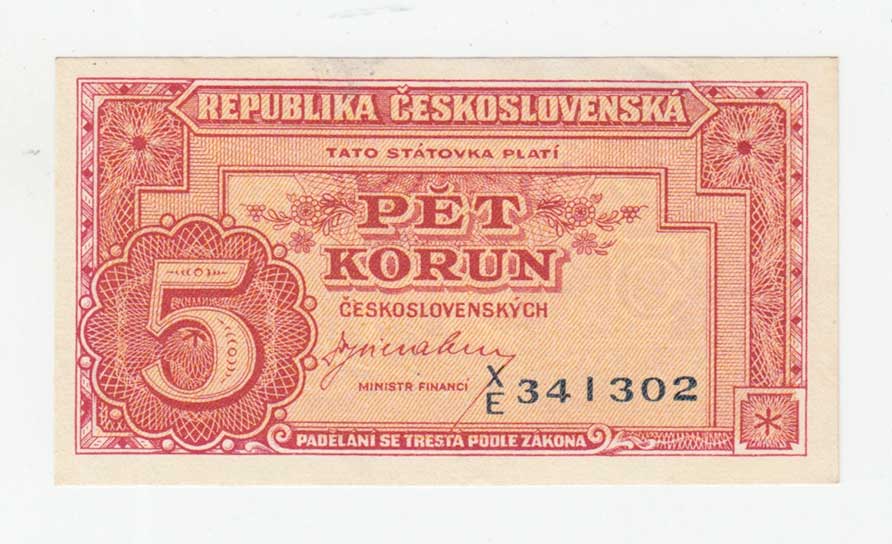 REPUBLIKA ČESKOSLOVENSKÁ
TATO STÁTOVKA PLATÍ
PĚT
KORUN
ČESKOSLOVENSKÝCH
5
MINISTR FINANCÍ
X/E 341302
PADĚLÁNÍ SE TRESTÁ PODLE ZÁKONA